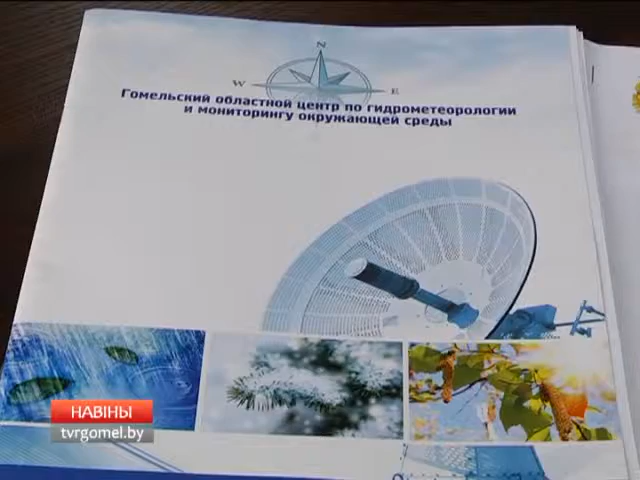 N
W E
Гомельский областной центр по гидрометеорологии
и мониторингу окружающей среды
НАВІНЫ
tvrgomel.by